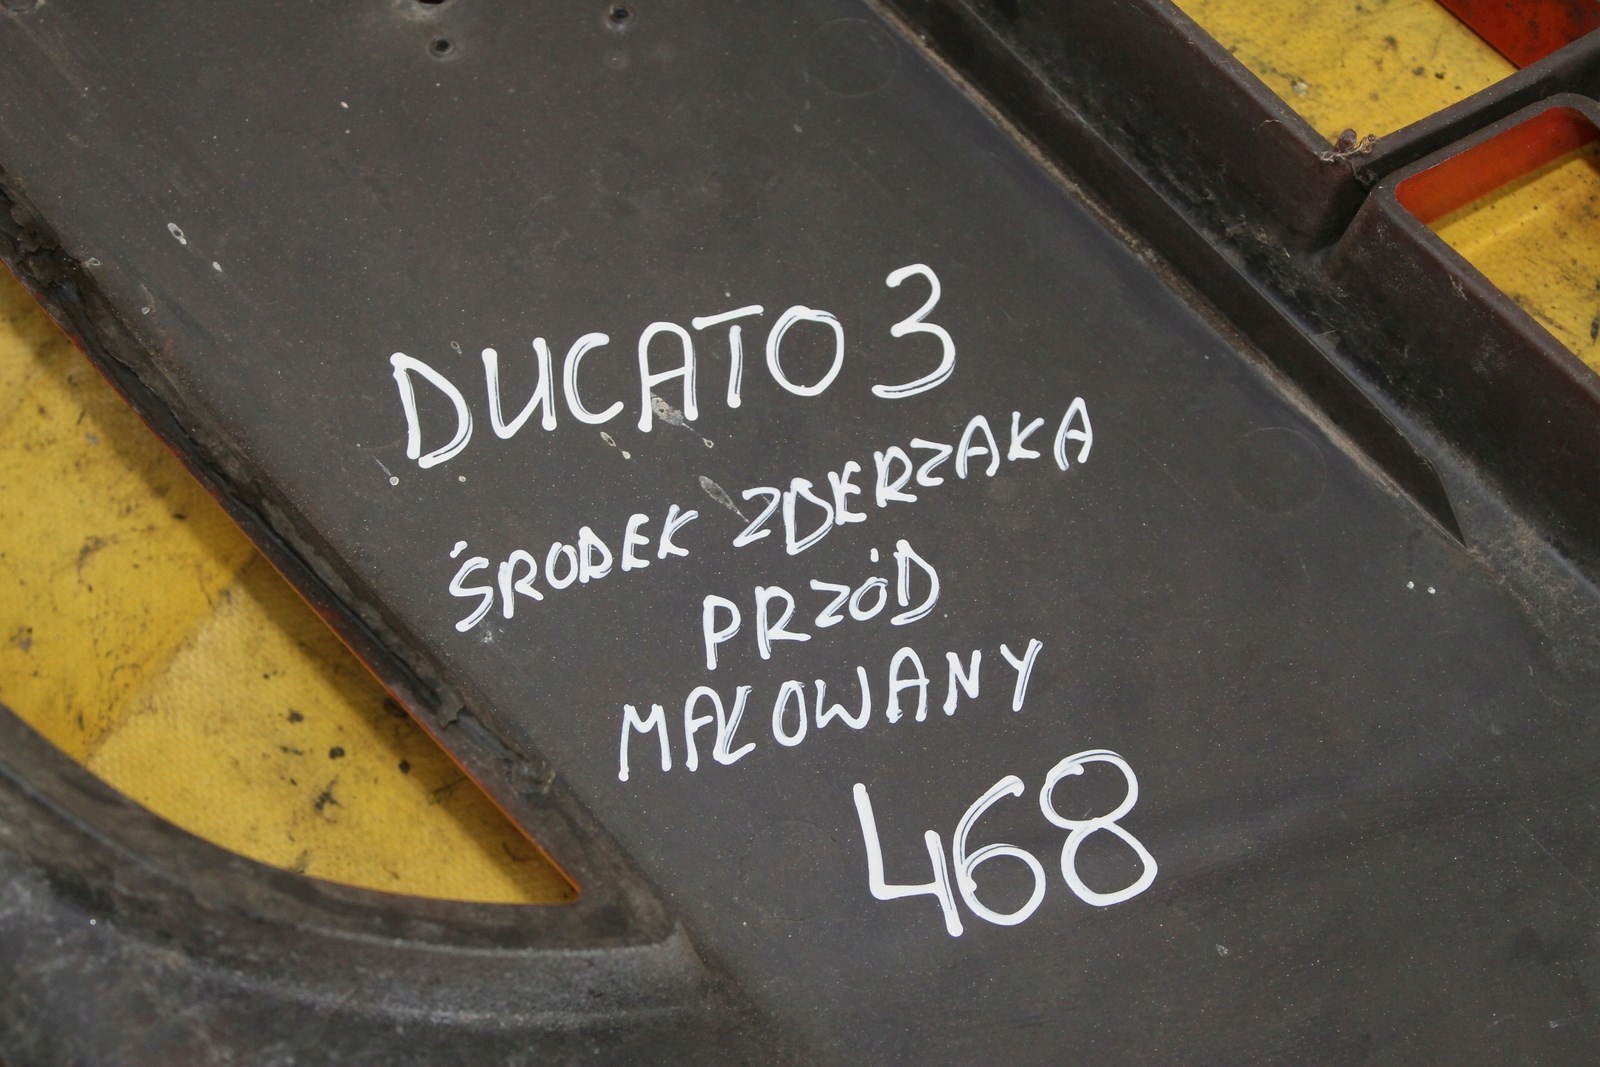 DUCATO 3
ŚRODEK ZDERZAKA
PRZÓD
MALOWANY
468